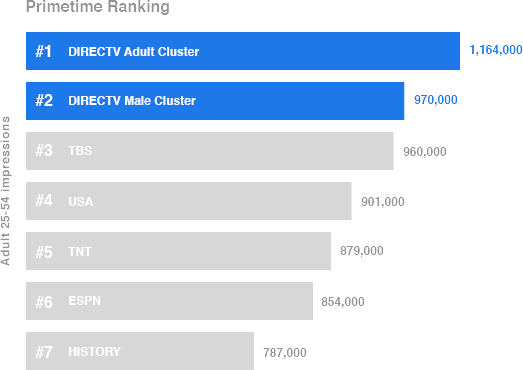 Primetime Ranking
Adult 25-54 impressions
#1 DIRECTV Adult Cluster 1,164,000
#2 DIRECTV Male Cluster 970,000
#3 TBS 960,000
#4 USA 901,000
#5 TNT 879,000
#6 ESPN 854,000
#7 HISTORY 787,000